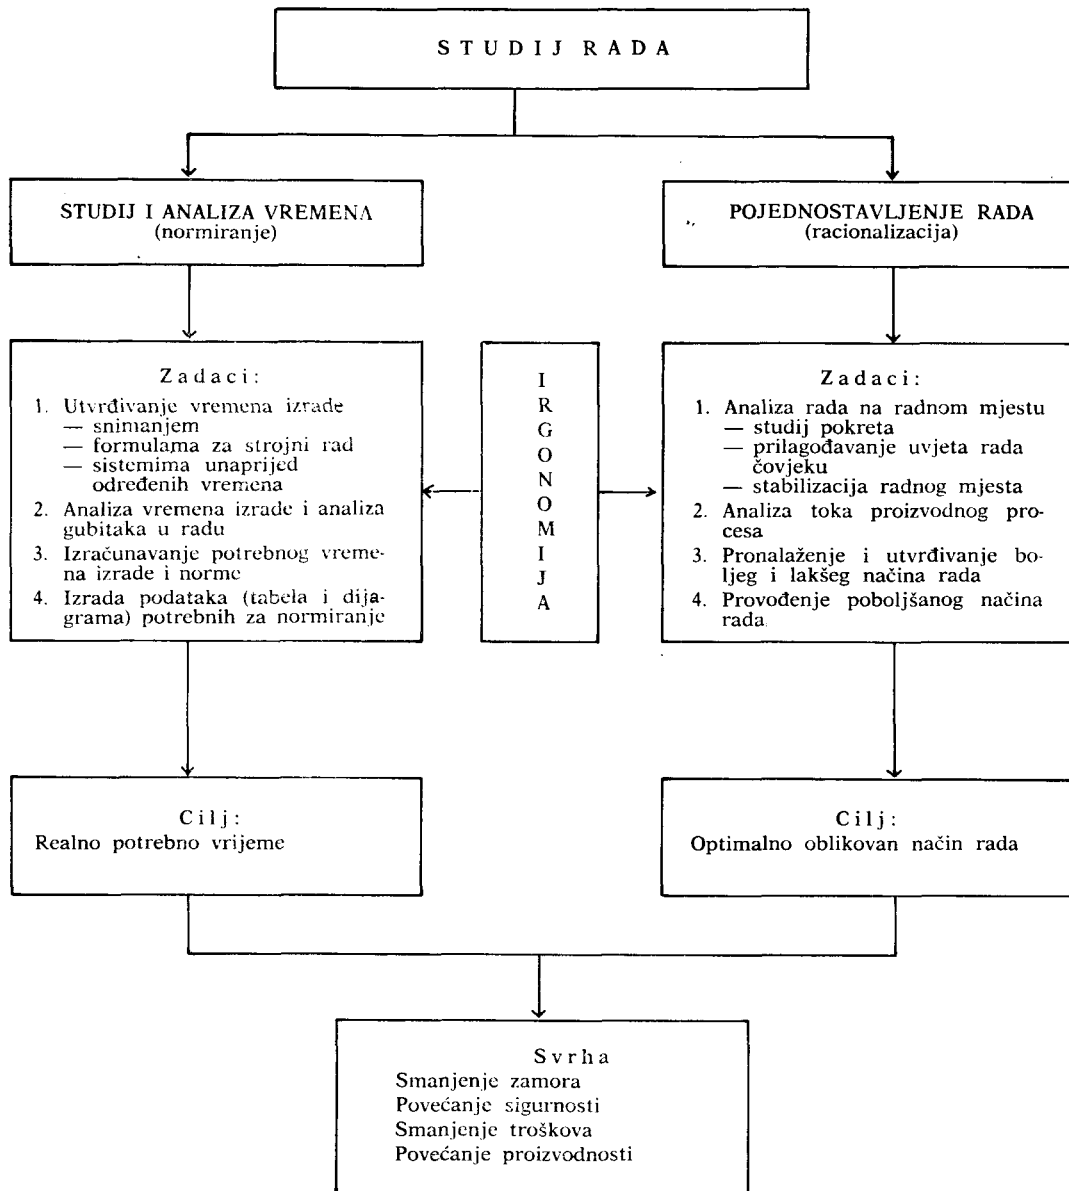 STUDIJ RADA
STUDIJ I ANALIZA VREMENA
(normiranje)
POJEDNOSTAVLJENJE RADA
(racionalizacija)
Zadaci:
1. Utvrđivanje vremena izrade
— snimanjem
— formulama za strojni rad
— sistemima unaprijed
određenih vremena
2. Analiza vremena izrade i analiza
gubitaka u radu
3. Izračunavanje potrebnog vreme-
na izrade i norme
4. Izrada podataka (tabela i dija-
grama) potrebnih za normiranje
I
R
G
O
N
O
M
I
J
A
Zadaci:
1. Analiza rada na radnom mjestu
— studij pokreta
— prilagođavanje uvjeta rada
čovjeku
— stabilizacija radnog mjesta
2. Analiza toka proizvodnog pro-
cesa
3. Pronalaženje i utvrđivanje bo-
ljeg i lakšeg načina rada
4. Provođenje poboljšanog načina
rada
Cilj:
Realno potrebno vrijeme
Cilj:
Optimalno oblikovan način rada
Svrha
Smanjenje zamora
Povećanje sigurnosti
Smanjenje troškova
Povećanje proizvodnosti